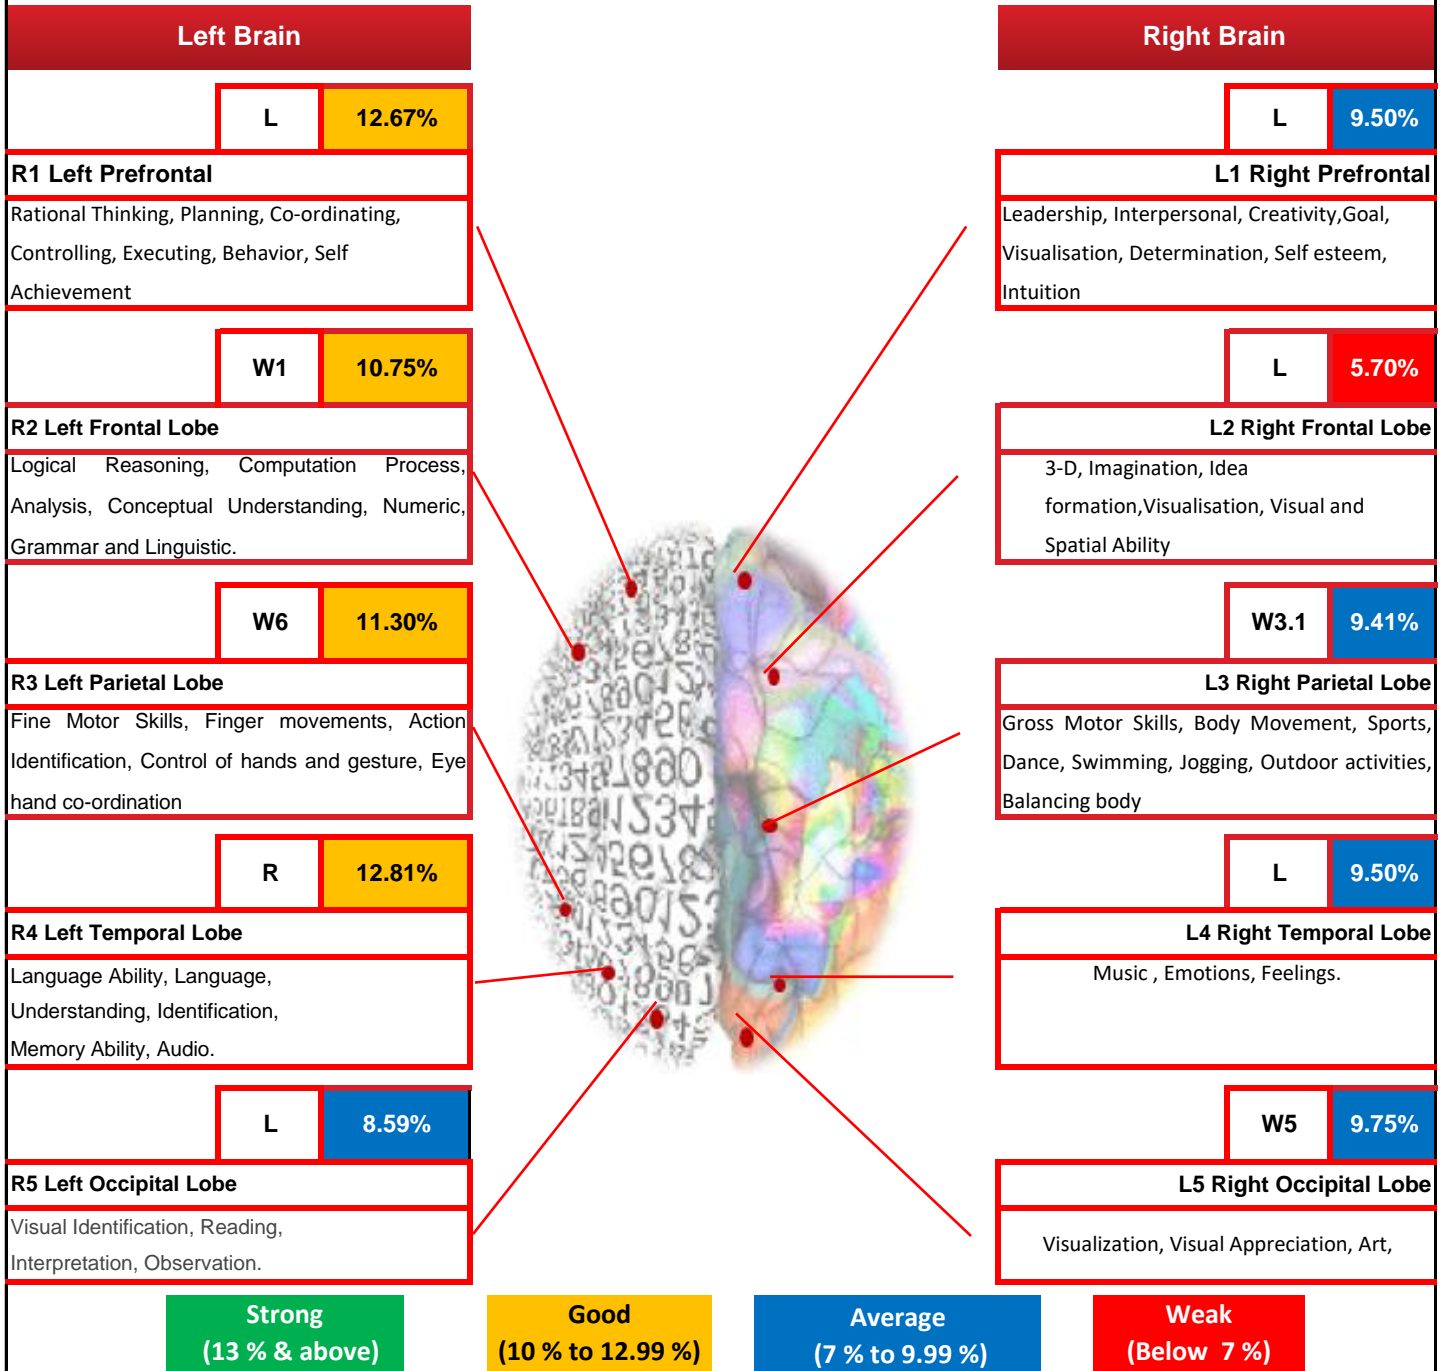 Left Brain
Right Brain
L
12.67%
L
9.50%
R1 Left Prefrontal
L1 Right Prefrontal
Rational Thinking, Planning, Co-ordinating,
Controlling, Executing, Behavior, Self
Achievement
Leadership, Interpersonal, Creativity,Goal,
Visualisation, Determination, Self esteem,
Intuition
W1
10.75%
L
5.70%
R2 Left Frontal Lobe
L2 Right Frontal Lobe
Logical Reasoning, Computation Process,
Analysis, Conceptual Understanding, Numeric,
Grammar and Linguistic.
3-D, Imagination, Idea
formation,Visualisation, Visual and
Spatial Ability
W6
11.30%
W3.1
9.41%
R3 Left Parietal Lobe
L3 Right Parietal Lobe
Fine Motor Skills, Finger movements, Action
Identification, Control of hands and gesture, Eye
hand co-ordination
Gross Motor Skills, Body Movement, Sports,
Dance, Swimming, Jogging, Outdoor activities,
Balancing body
R
12.81%
L
9.50%
R4 Left Temporal Lobe
L4 Right Temporal Lobe
Language Ability, Language,
Understanding, Identification,
Memory Ability, Audio.
Music , Emotions, Feelings.
L
8.59%
W5
9.75%
R5 Left Occipital Lobe
L5 Right Occipital Lobe
Visual Identification, Reading,
Interpretation, Observation.
Visualization, Visual Appreciation, Art,
Strong
(13 % & above)
Good
(10 % to 12.99 %)
Average
(7 % to 9.99 %)
Weak
(Below 7 %)